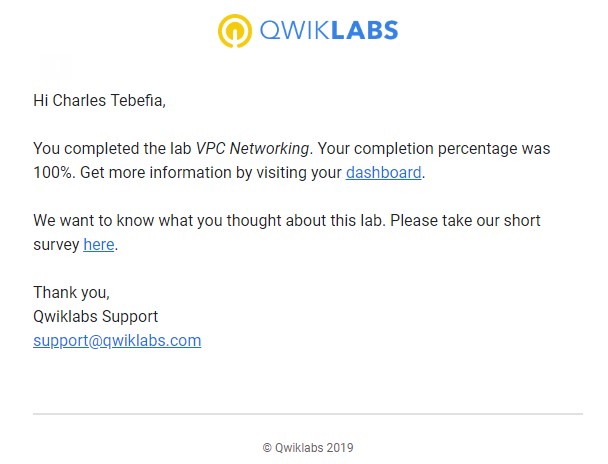 QWIKLABS
Hi Charles Tebefia,
You completed the lab VPC Networking. Your completion percentage was
100%. Get more information by visiting your dashboard.
We want to know what you thought about this lab. Please take our short
survey here.
Thank you,
Qwiklabs Support
support@qwiklabs.com
© Qwiklabs 2019